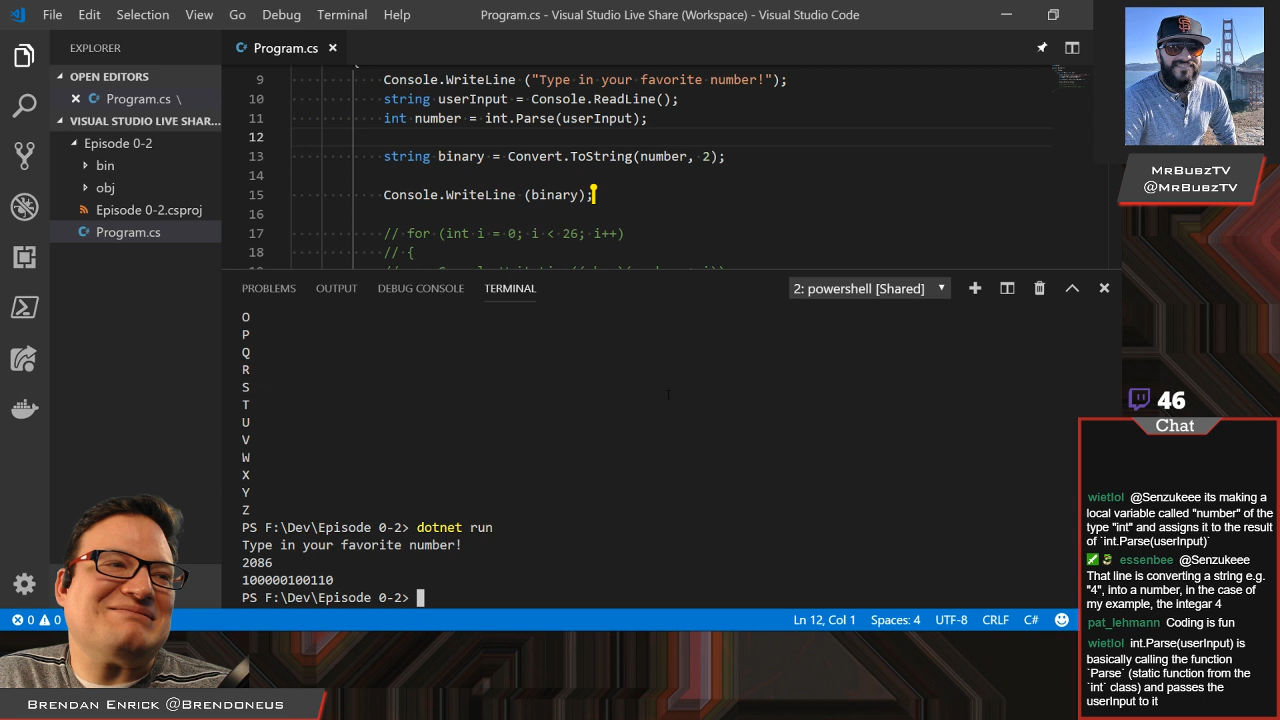 File Edit Selection View Go Debug Terminal Help
Program.cs - Visual Studio Live Share (Workspace) - Visual Studio Code
EXPLORER
OPEN EDITORS
Program.cs \
VISUAL STUDIO LIVE SHAR...
Episode 0-2
bin
obj
Episode 0-2.csproj
Program.cs
Program.cs
9 Console.WriteLine ("Type in your favorite number!");
10 string userInput = Console.ReadLine();
11 int number = int.Parse(userInput);
12
13 string binary = Convert.ToString(number, 2);
14
15 Console.WriteLine (binary);
16
17 // for (int i = 0; i < 26; i++)
18 // {
PROBLEMS OUTPUT DEBUG CONSOLE TERMINAL
2: powershell [Shared]
O
P
Q
R
S
T
U
V
W
X
Y
Z
PS F:\Dev\Episode 0-2> dotnet run
Type in your favorite number!
2086
100000100110
PS F:\Dev\Episode 0-2>
0 0
Ln 12, Col 1 Spaces: 4 UTF-8 CRLF C#
MrBubzTV
@MrBubzTV
46
Chat
wietlol @Senzukeee its making a
local variable called "number" of the
type "int" and assigns it to the result
of `int.Parse(userInput)`
essenbee @Senzukeee
That line is converting a string e.g.
"4", into a number, in the case of
my example, the integar 4
pat_lehmann Coding is fun
wietlol int.Parse(userInput) is
basically calling the function
`Parse` (static function from the
`int` class) and passes the
userInput to it
Brendan Enrick @Brendoneus